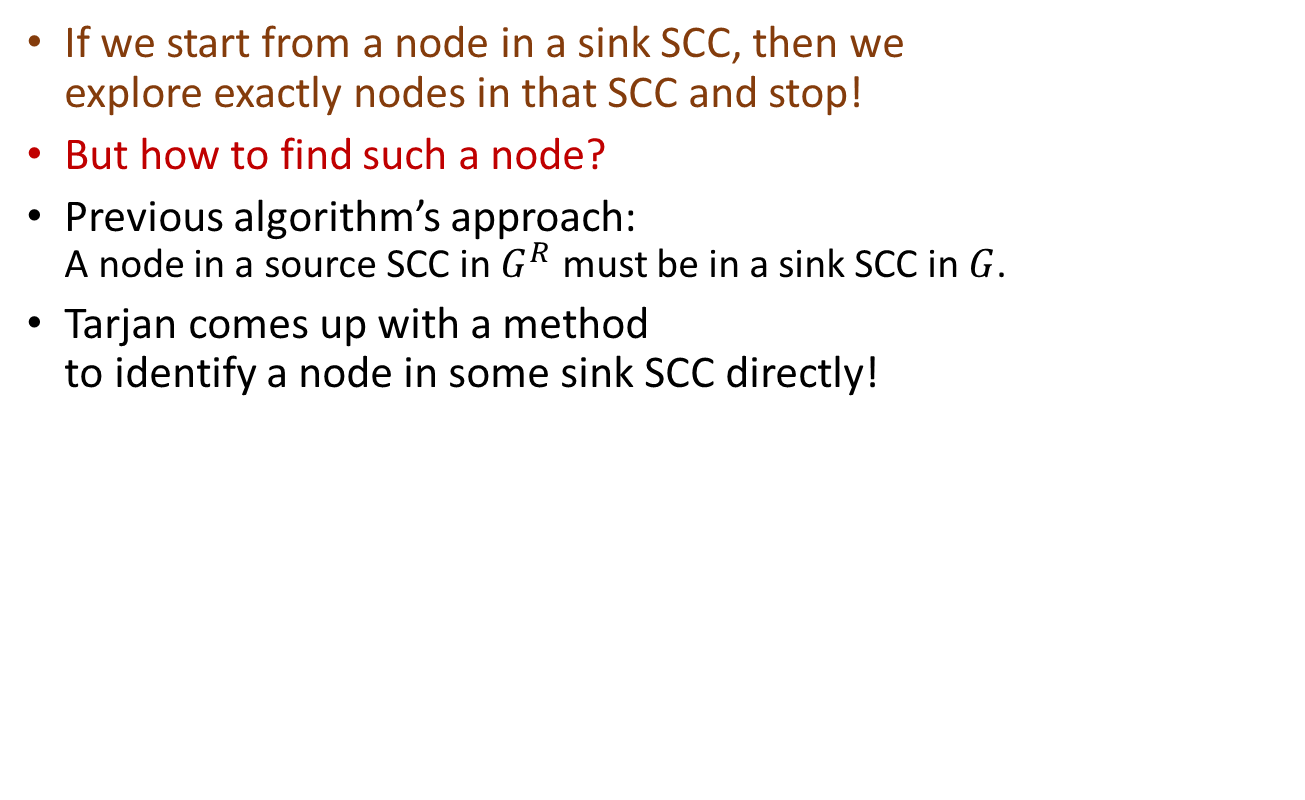 • If we start from a node in a sink SCC, then we
explore exactly nodes in that SCC and stop!
• But how to find such a node?
• Previous algorithm’s approach:
A node in a source SCC in 𝐺ᴿ must be in a sink SCC in 𝐺.
• Tarjan comes up with a method
to identify a node in some sink SCC directly!